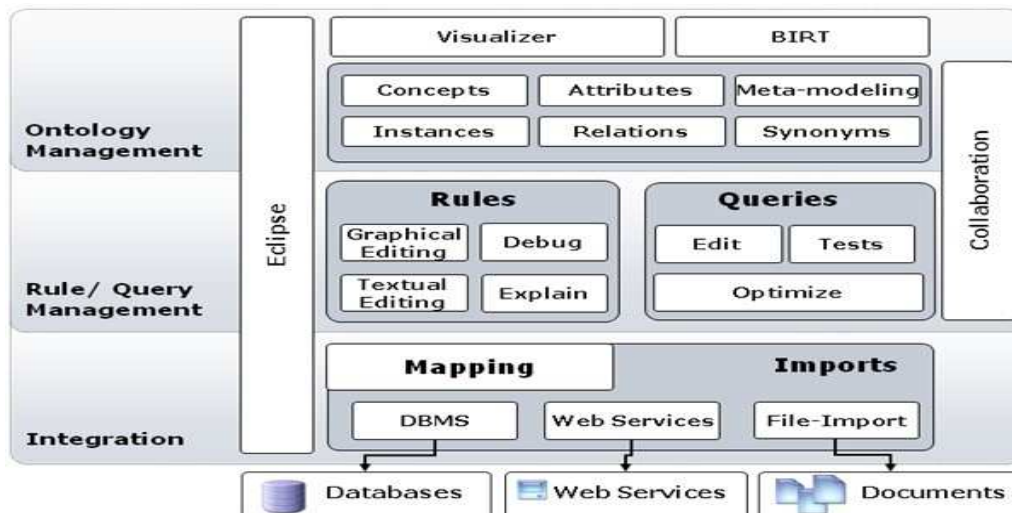 Visualizer
BIRT
Concepts
Attributes
Meta-modeling
Instances
Relations
Synonyms
Ontology
Management
Eclipse
Collaboration
Rules
Graphical
Editing
Debug
Textual
Editing
Explain
Queries
Edit
Tests
Optimize
Rule/ Query
Management
Mapping
Imports
DBMS
Web Services
File-Import
Integration
Databases
Web Services
Documents